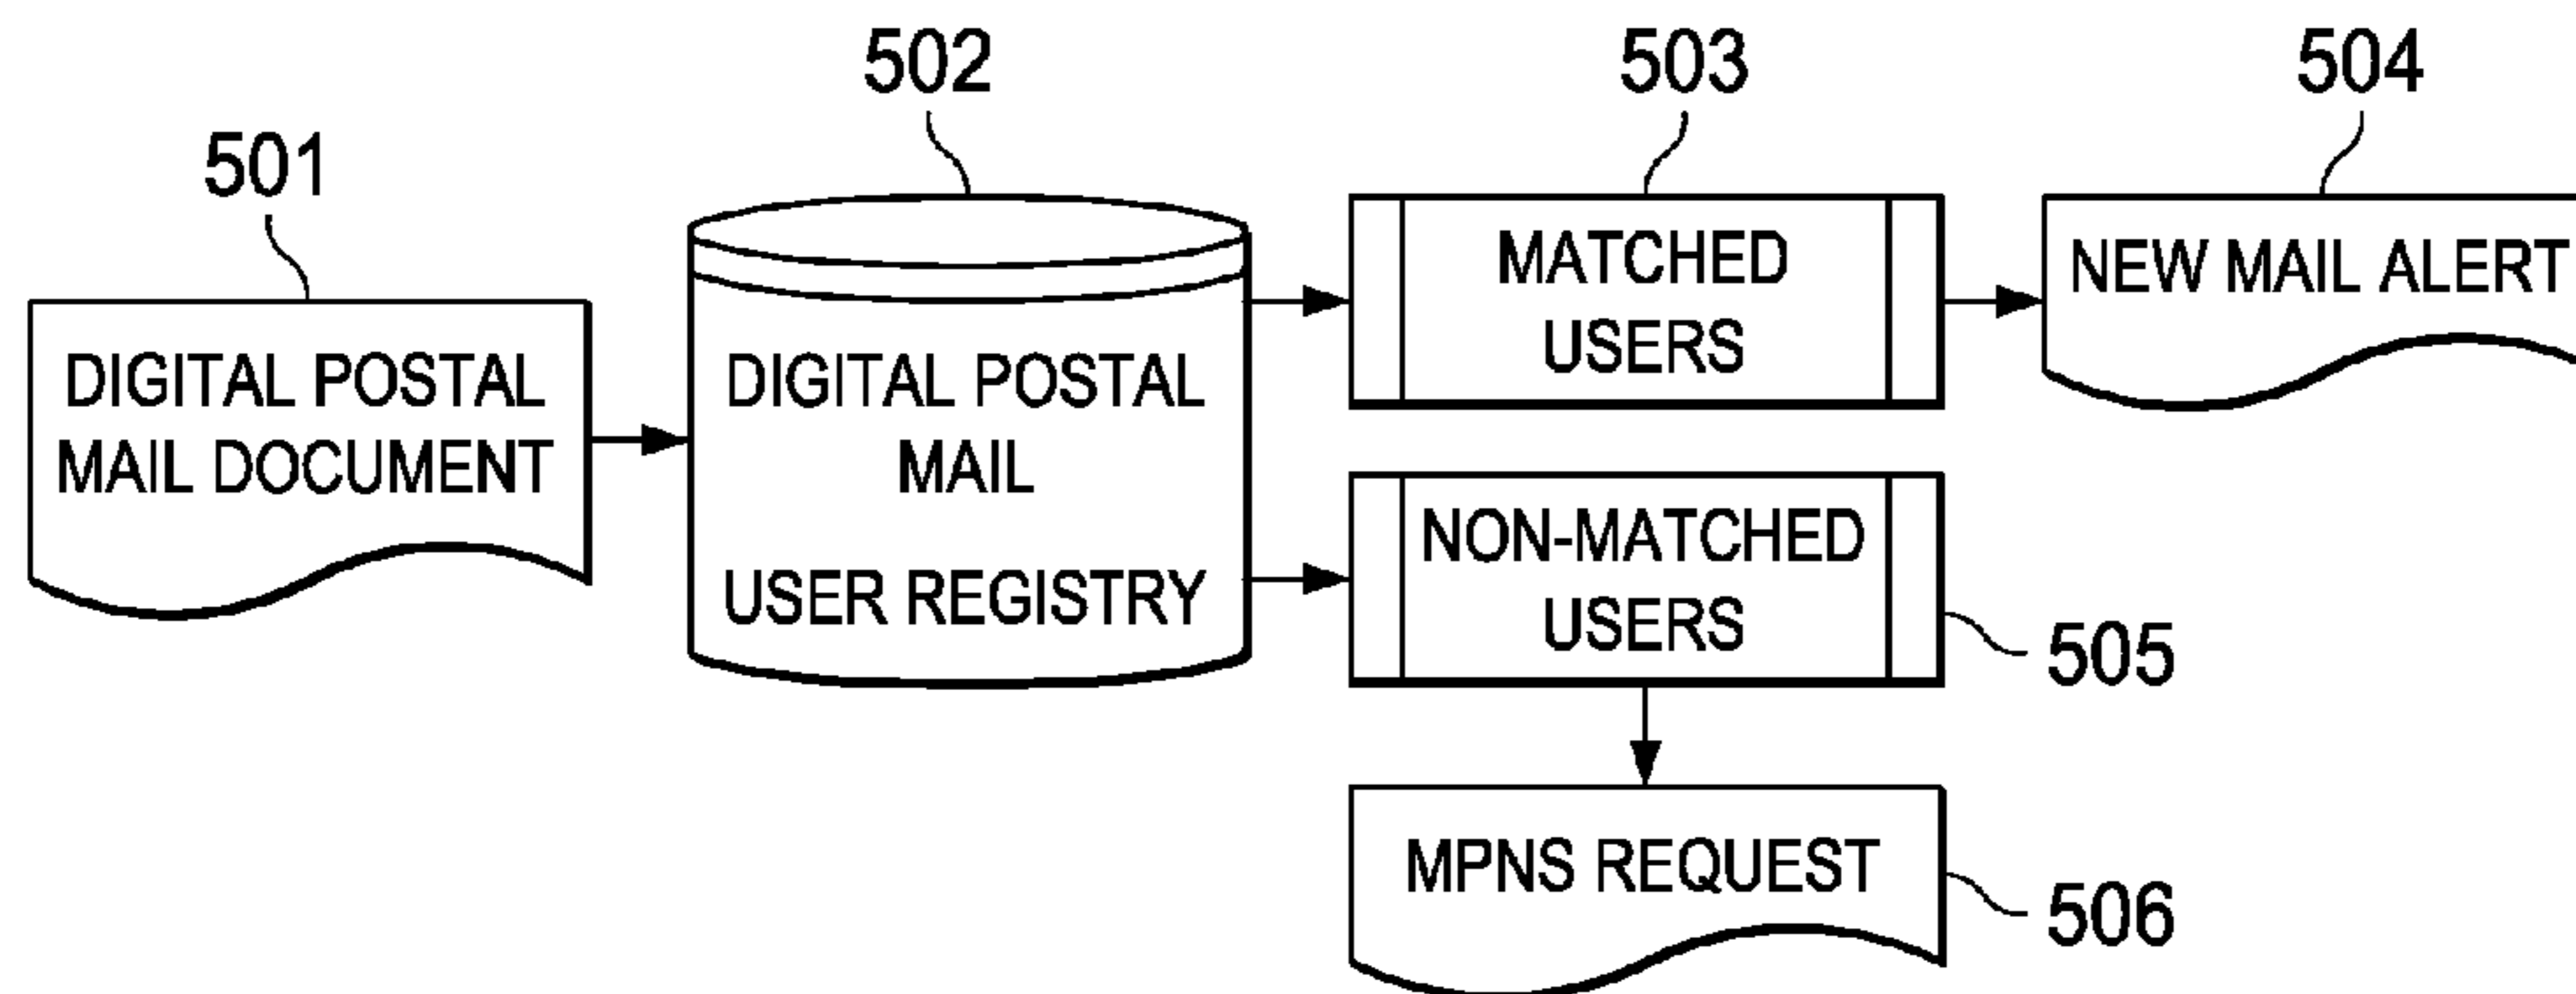 501
502
503
504
DIGITAL POSTAL
MAIL DOCUMENT
DIGITAL POSTAL
MAIL
USER REGISTRY
MATCHED
USERS
NEW MAIL ALERT
NON-MATCHED
USERS
505
MPNS REQUEST
506